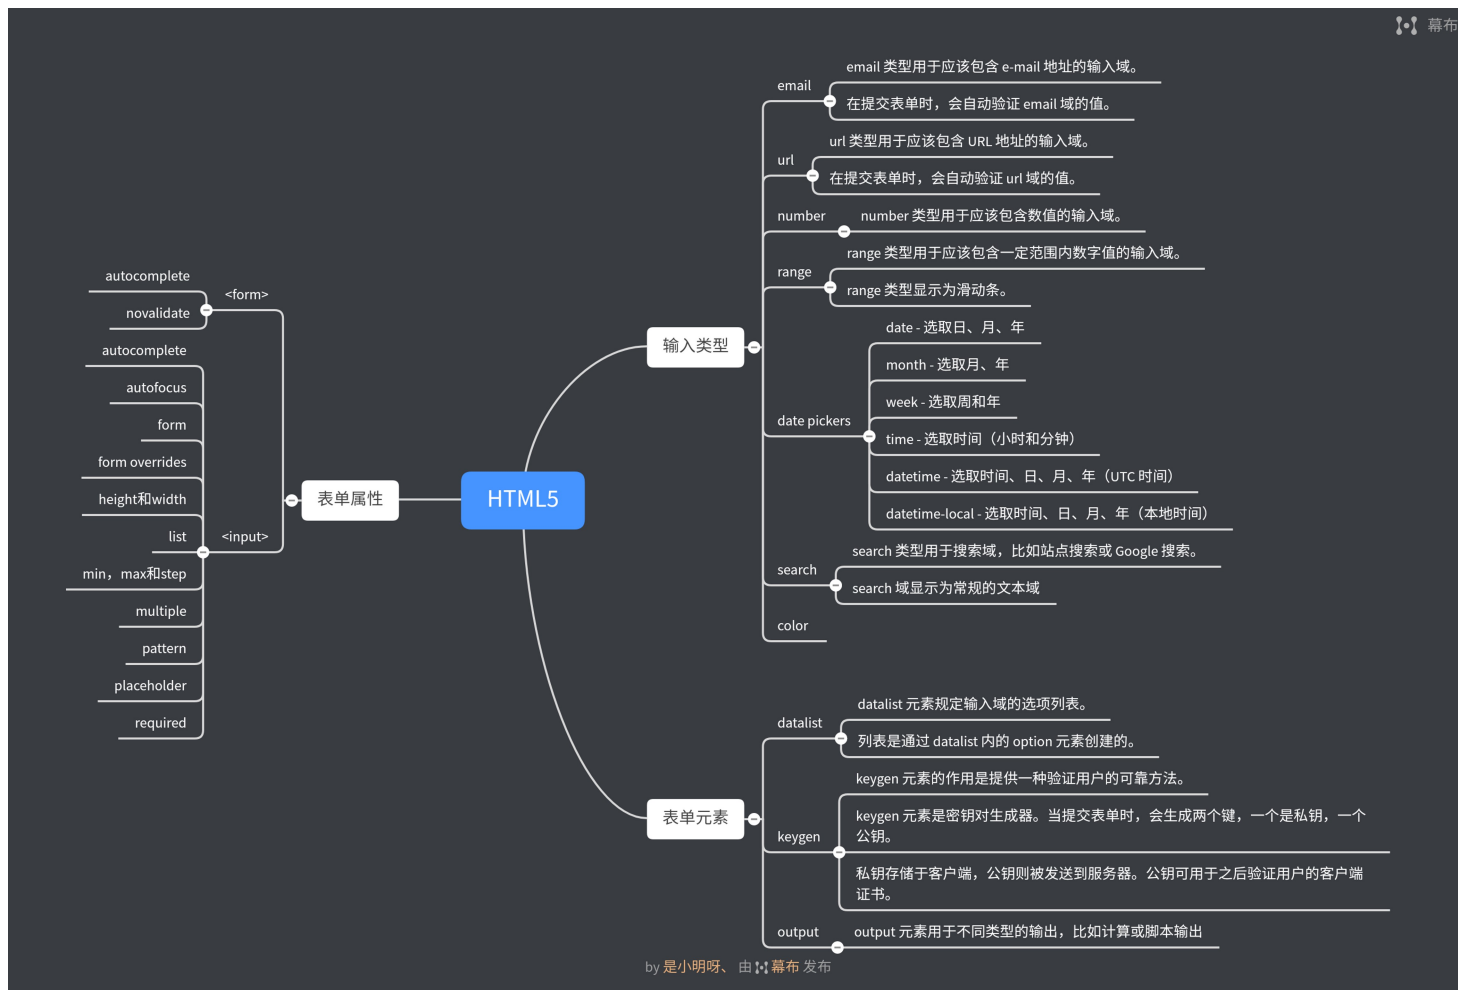 幕布
HTML5
输入类型
email
email 类型用于应该包含 e-mail 地址的输入域。
在提交表单时，会自动验证 email 域的值。
url
url 类型用于应该包含 URL 地址的输入域。
在提交表单时，会自动验证 url 域的值。
number
number 类型用于应该包含数值的输入域。
range
range 类型用于应该包含一定范围内数字值的输入域。
range 类型显示为滑动条。
date pickers
date - 选取日、月、年
month - 选取月、年
week - 选取周和年
time - 选取时间（小时和分钟）
datetime - 选取时间、日、月、年（UTC 时间）
datetime-local - 选取时间、日、月、年（本地时间）
search
search 类型用于搜索域，比如站点搜索或 Google 搜索。
search 域显示为常规的文本域
color
表单元素
datalist
datalist 元素规定输入域的选项列表。
列表是通过 datalist 内的 option 元素创建的。
keygen
keygen 元素的作用是提供一种验证用户的可靠方法。
keygen 元素是密钥对生成器。当提交表单时，会生成两个键，一个是私钥，一个
公钥。
私钥存储于客户端，公钥则被发送到服务器。公钥可用于之后验证用户的客户端
证书。
output
output 元素用于不同类型的输出，比如计算或脚本输出
表单属性
<form>
autocomplete
novalidate
<input>
autocomplete
autofocus
form
form overrides
height和width
list
min，max和step
multiple
pattern
placeholder
required
by 是小明呀、 由 幕布 发布